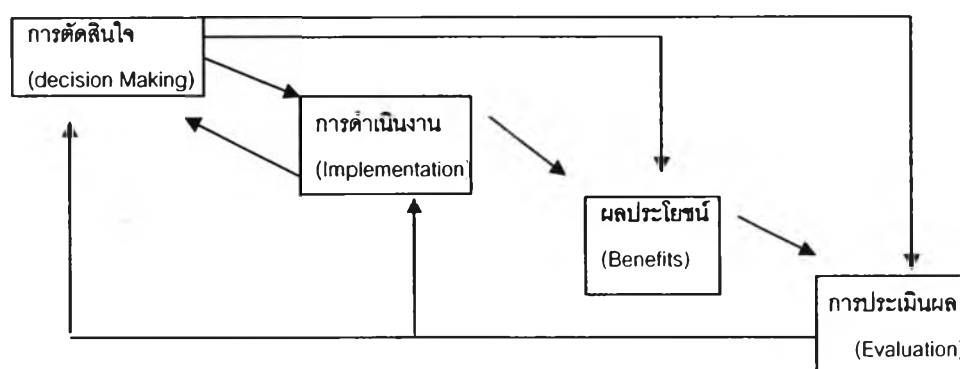 การตัดสินใจ
(decision Making)
การดำเนินงาน
(Implementation)
ผลประโยชน์
(Benefits)
การประเมินผล
(Evaluation)